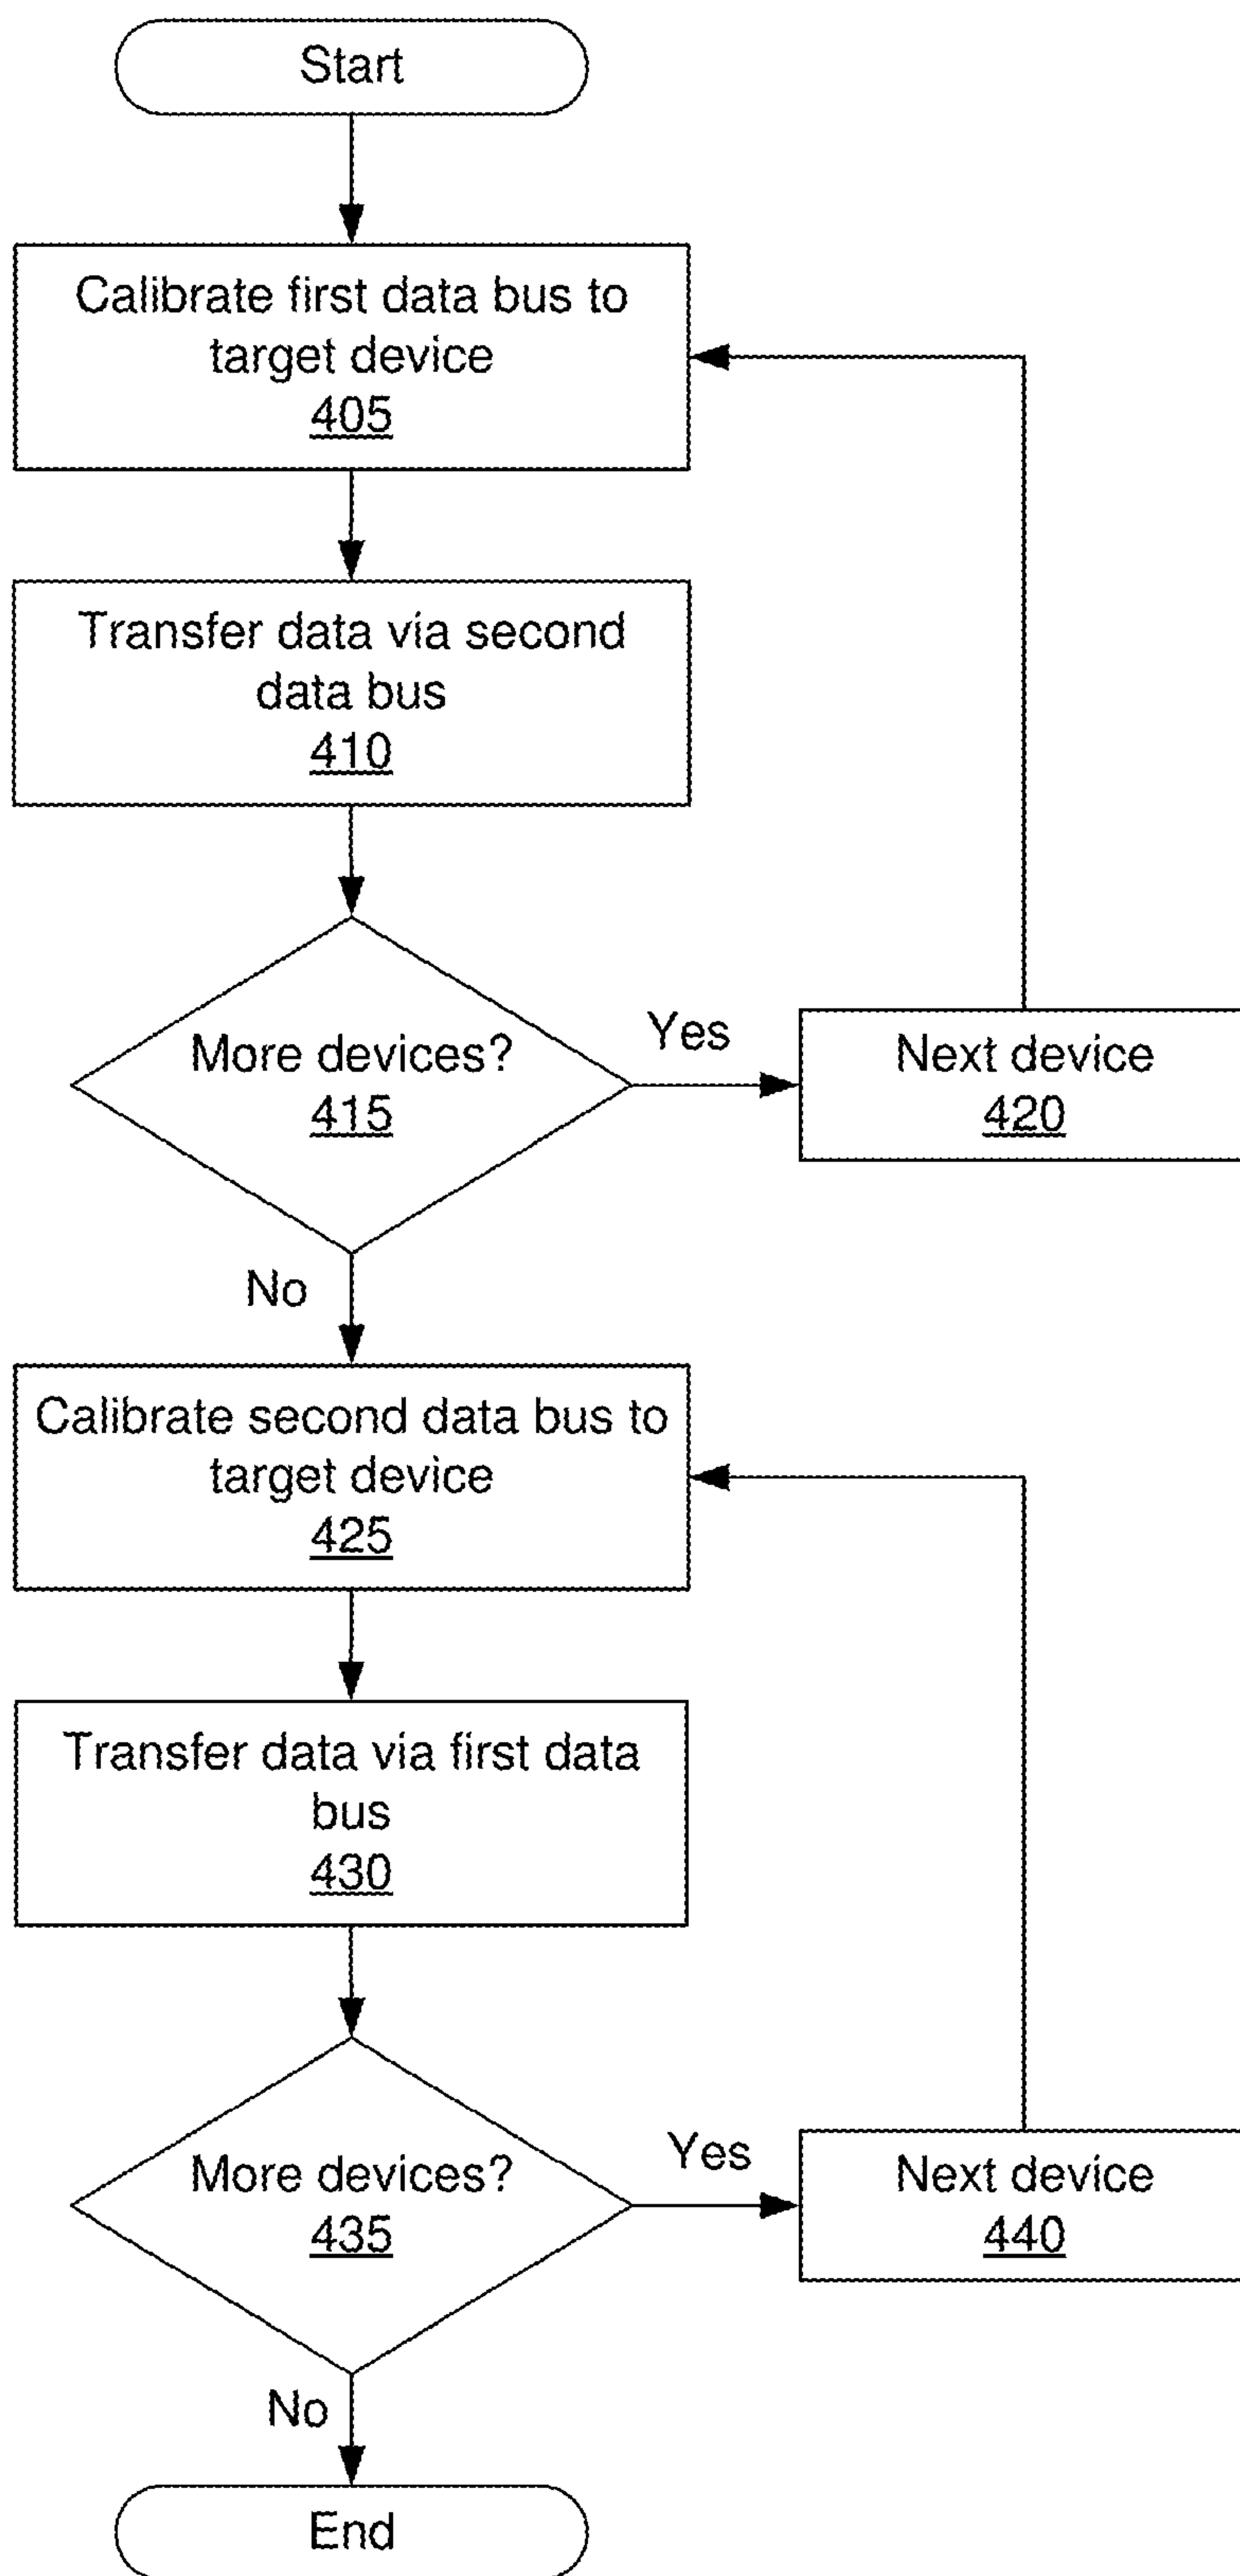 Start
Calibrate first data bus to
target device
405
Transfer data via second
data bus
410
More devices?
415
Yes
Next device
420
No
Calibrate second data bus to
target device
425
Transfer data via first data
bus
430
More devices?
435
Yes
Next device
440
No
End